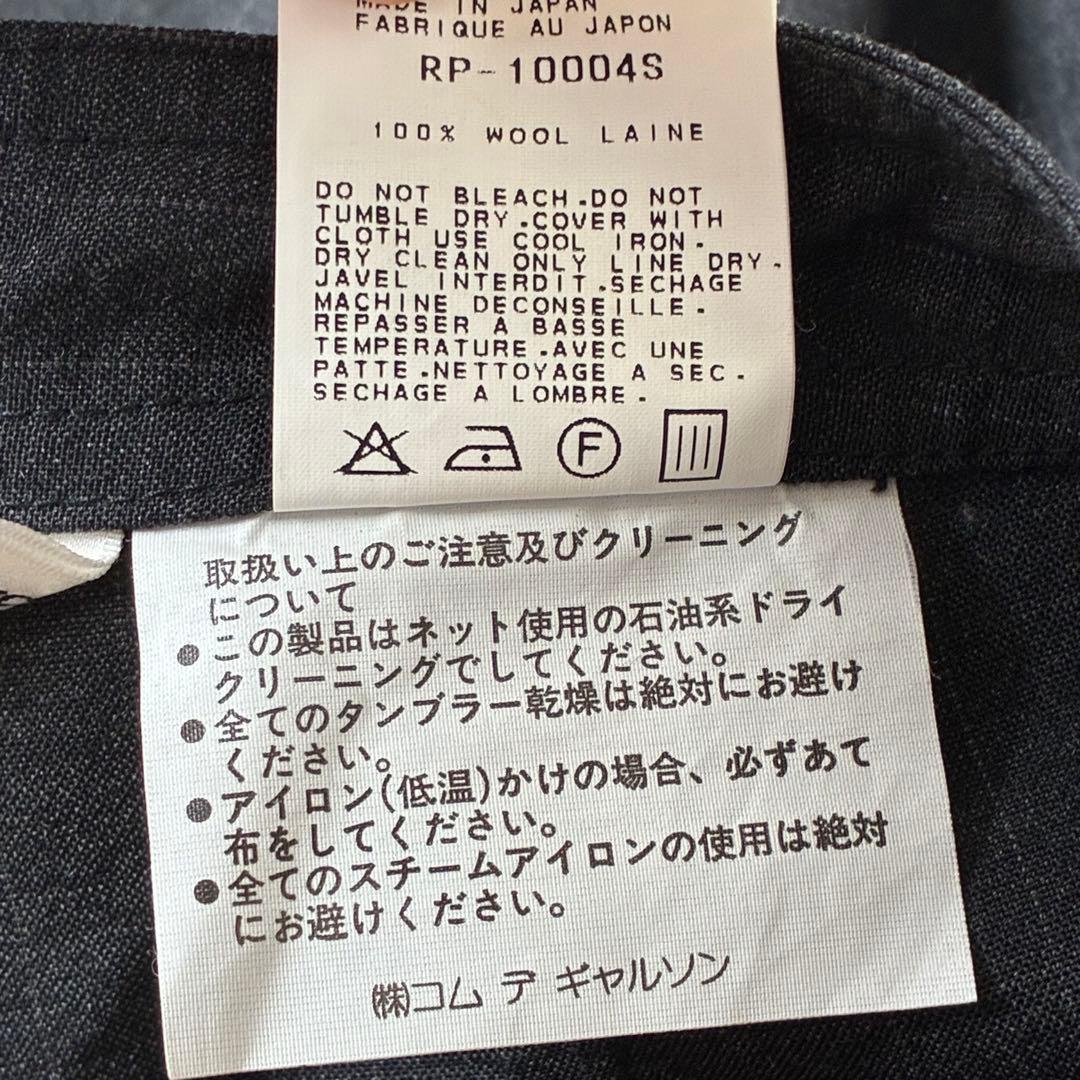 MADE IN JAPAN
FABRIQUE AU JAPON
RP-10004S
100% WOOL LAINE
DO NOT BLEACH.DO NOT
TUMBLE DRY.COVER WITH
CLOTH USE COOL IRON.
DRY CLEAN ONLY LINE DRY.
JAVEL INTERDIT.SECHAGE
MACHINE DECONSEILLE.
REPASSER A BASSE
TEMPERATURE.AVEC UNE
PATTE.NETTOYAGE A SEC.
SECHAGE A LOMBRE.
F
取扱い上のご注意及びクリーニング
について
●この製品はネット使用の石油系ドライ
クリーニングでしてください。
●全てのタンブラー乾燥は絶対にお避け
ください。
●アイロン(低温)かけの場合、必ずあて
布をしてください。
●全てのスチームアイロンの使用は絶対
にお避けください。
㈱コム デ ギャルソン